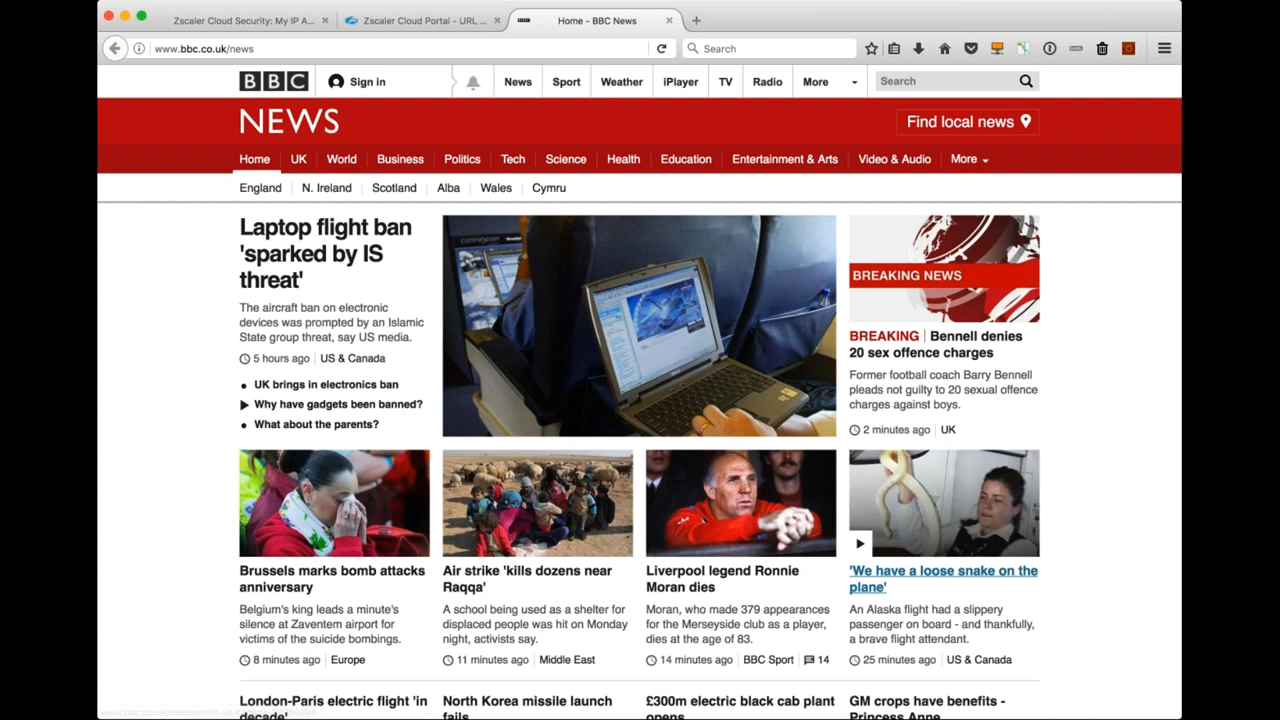 Zscaler Cloud Security: My IP A...
Zscaler Cloud Portal - URL ...
BBC
Home - BBC News
www.bbc.co.uk/news
Search
BBC
Sign in
News
Sport
Weather
iPlayer
TV
Radio
More
Search
NEWS
Find local news
Home
UK
World
Business
Politics
Tech
Science
Health
Education
Entertainment & Arts
Video & Audio
More
England
N. Ireland
Scotland
Alba
Wales
Cymru
Laptop flight ban
'sparked by IS
threat'
The aircraft ban on electronic
devices was prompted by an Islamic
State group threat, say US media.
5 hours ago
US & Canada
UK brings in electronics ban
Why have gadgets been banned?
What about the parents?
BREAKING NEWS
BREAKING | Bennell denies
20 sex offence charges
Former football coach Barry Bennell
pleads not guilty to 20 sexual offence
charges against boys.
2 minutes ago
UK
Brussels marks bomb attacks
anniversary
Belgium's king leads a minute's
silence at Zaventem airport for
victims of the suicide bombings.
8 minutes ago
Europe
Air strike 'kills dozens near
Raqqa'
A school being used as a shelter for
displaced people was hit on Monday
night, activists say.
11 minutes ago
Middle East
Liverpool legend Ronnie
Moran dies
Moran, who made 379 appearances
for the Merseyside club as a player,
dies at the age of 83.
14 minutes ago
BBC Sport
14
'We have a loose snake on the
plane'
An Alaska flight had a slippery
passenger on board - and thankfully,
a brave flight attendant.
25 minutes ago
US & Canada
London-Paris electric flight 'in
decade'
North Korea missile launch
fails
£300m electric black cab plant
opens
GM crops have benefits -
Princess Anne